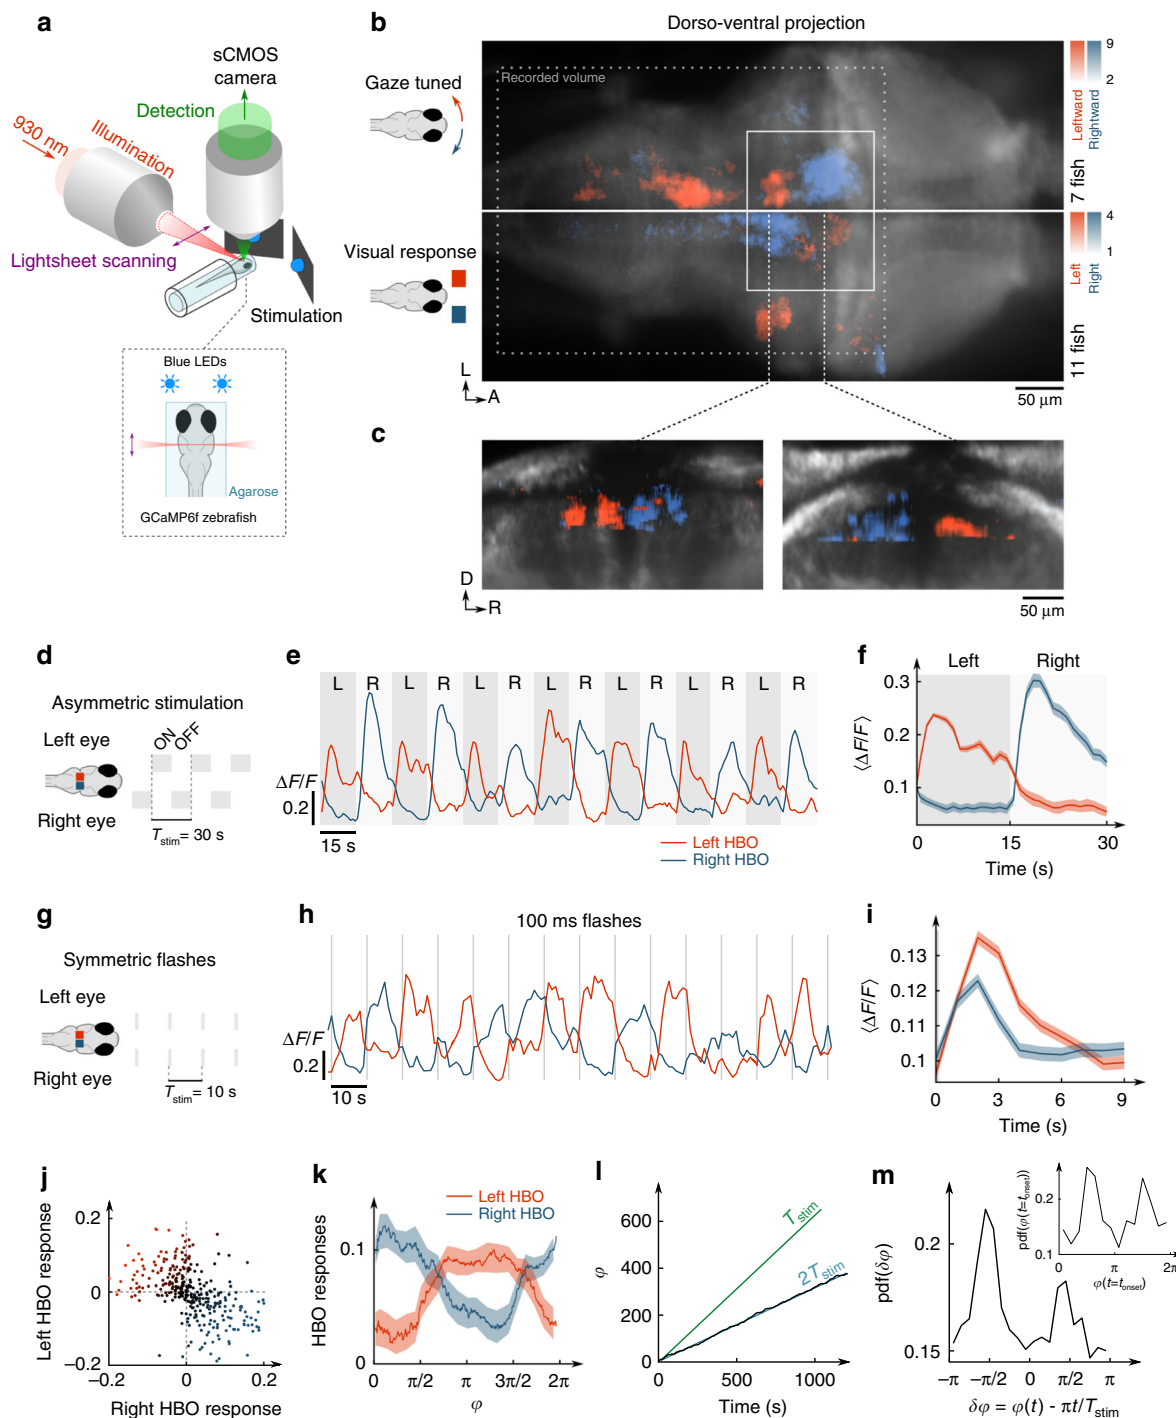 a
sCMOS
camera
Detection
Illumination
930 nm
Lightsheet scanning
Stimulation
Blue LEDs
Agarose
GCaMP6f zebrafish
b
Dorso-ventral projection
Gaze tuned
Recorded volume
9
2
Leftward
Rightward
7 fish
Visual response
4
1
Left
Right
11 fish
L
A
50 μm
c
D
R
50 μm
d
Asymmetric stimulation
Left eye
ON
OFF
Right eye
Tstim= 30 s
e
L R L R L R L R L R L R L R
ΔF/F
0.2
15 s
Left HBO
Right HBO
f
Left Right
0.3
0.2
0.1
⟨ΔF/F⟩
0 15 30
Time (s)
g
Symmetric flashes
Left eye
Right eye
Tstim= 10 s
h
100 ms flashes
ΔF/F
0.2
10 s
i
0.13
0.12
0.11
0.1
⟨ΔF/F⟩
0 3 6 9
Time (s)
j
0.2
0
−0.2
Left HBO response
−0.2 0 0.2
Right HBO response
k
Left HBO
Right HBO
0.1
0
HBO responses
0 π/2 π 3π/2 2π
φ
l
600
400
200
0
φ
Tstim
2Tstim
0 500 1000
Time (s)
m
0.2
0.15
pdf(δφ)
−π −π/2 0 π/2 π
δφ = φ(t) - πt/Tstim
0.2
0.1
pdf(φ(t=tonset))
0 π 2π
φ(t=tonset)